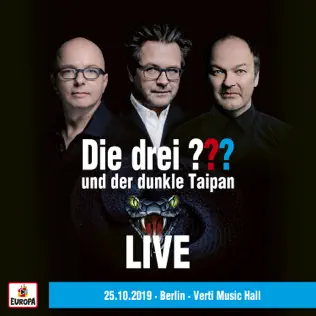 Die drei ???
und der dunkle Taipan
LIVE
EUROPA
25.10.2019 · Berlin · Verti Music Hall